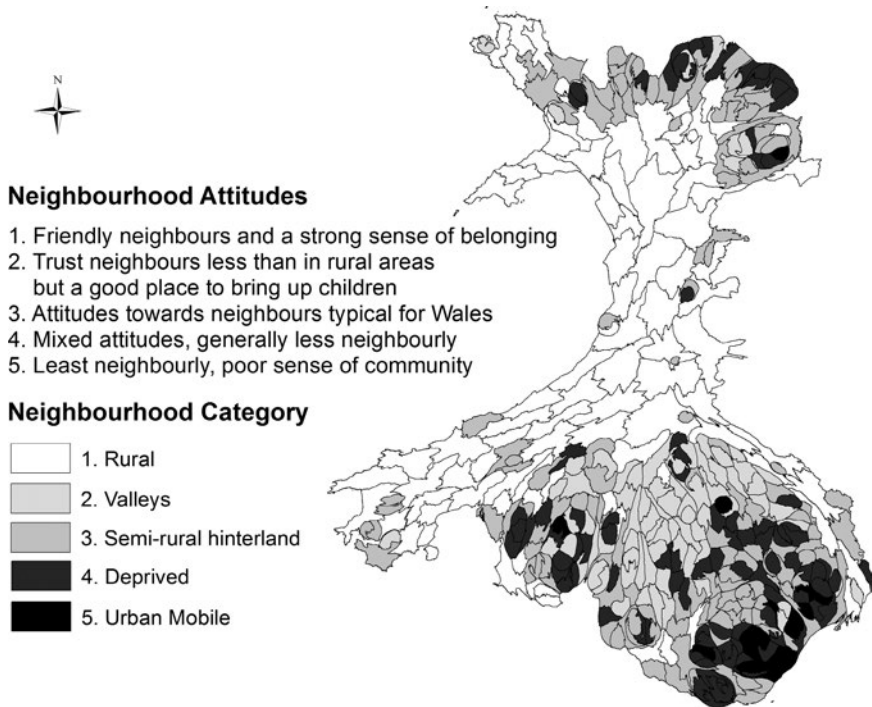 N
Neighbourhood Attitudes
1. Friendly neighbours and a strong sense of belonging
2. Trust neighbours less than in rural areas
but a good place to bring up children
3. Attitudes towards neighbours typical for Wales
4. Mixed attitudes, generally less neighbourly
5. Least neighbourly, poor sense of community
Neighbourhood Category
1. Rural
2. Valleys
3. Semi-rural hinterland
4. Deprived
5. Urban Mobile